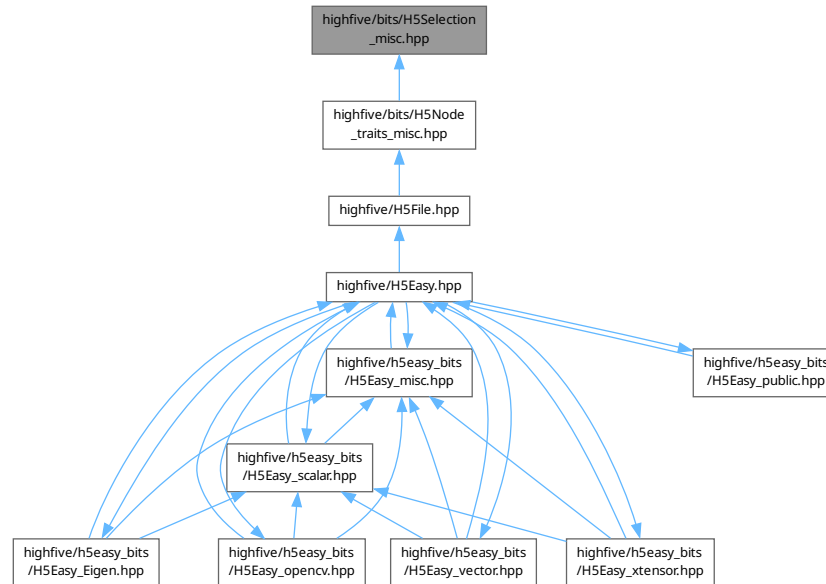 highfive/bits/H5Selection
_misc.hpp
highfive/bits/H5Node
_traits_misc.hpp
highfive/H5File.hpp
highfive/H5Easy.hpp
highfive/h5easy_bits
/H5Easy_misc.hpp
highfive/h5easy_bits
/H5Easy_public.hpp
highfive/h5easy_bits
/H5Easy_scalar.hpp
highfive/h5easy_bits
/H5Easy_Eigen.hpp
highfive/h5easy_bits
/H5Easy_opencv.hpp
highfive/h5easy_bits
/H5Easy_vector.hpp
highfive/h5easy_bits
/H5Easy_xtensor.hpp